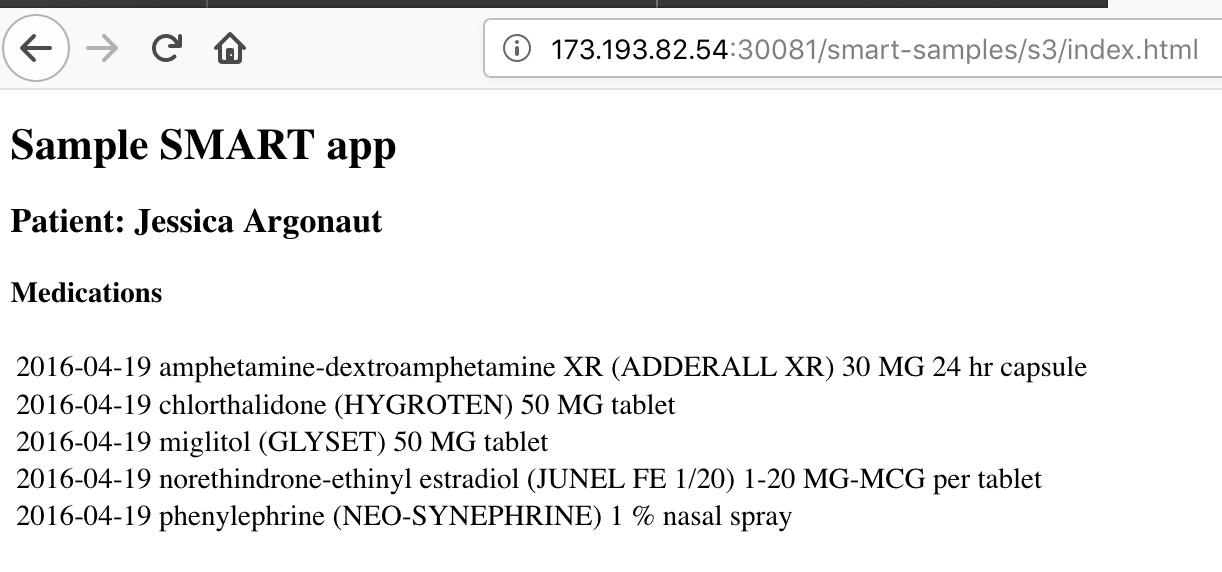 173.193.82.54:30081/smart-samples/s3/index.html
Sample SMART app
Patient: Jessica Argonaut
Medications
2016-04-19 amphetamine-dextroamphetamine XR (ADDERALL XR) 30 MG 24 hr capsule
2016-04-19 chlorthalidone (HYGROTEN) 50 MG tablet
2016-04-19 miglitol (GLYSET) 50 MG tablet
2016-04-19 norethindrone-ethinyl estradiol (JUNEL FE 1/20) 1-20 MG-MCG per tablet
2016-04-19 phenylephrine (NEO-SYNEPHRINE) 1 % nasal spray